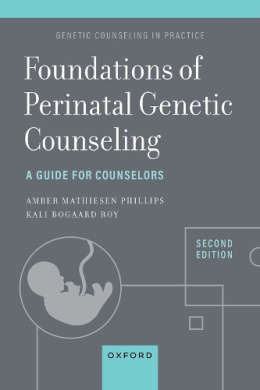 GENETIC COUNSELING IN PRACTICE
Foundations of
Perinatal Genetic
Counseling
A GUIDE FOR COUNSELORS
AMBER MATHIESEN PHILLIPS
KALI BOGAARD ROY
SECOND
EDITION
OXFORD